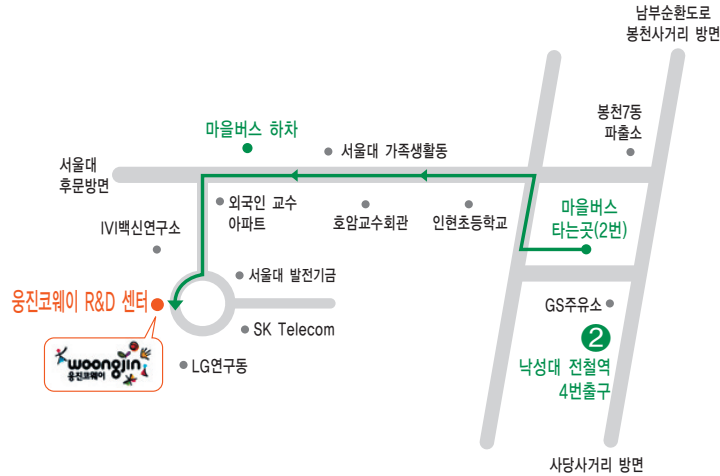 남부순환도로
봉천사거리 방면
봉천7동
파출소
마을버스 하차
서울대 가족생활동
서울대
후문방면
외국인 교수
아파트
호암교수회관
인현초등학교
마을버스
타는곳(2번)
IVI백신연구소
서울대 발전기금
웅진코웨이 R&D 센터
GS주유소
SK Telecom
2
woongjin
웅진코웨이
LG연구동
낙성대 전철역
4번출구
사당사거리 방면